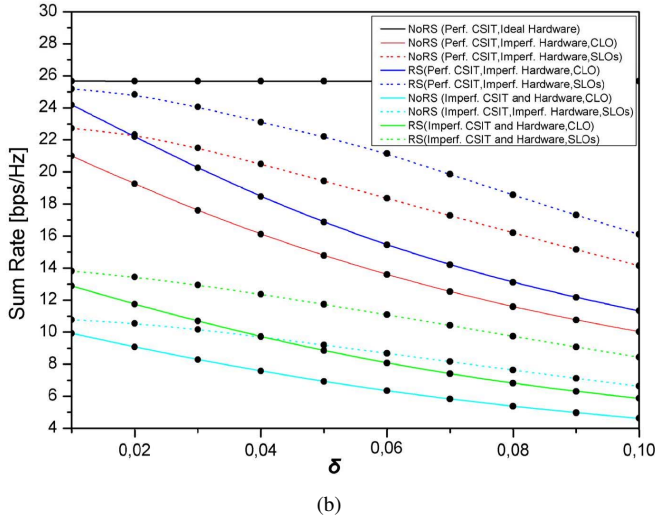 30
28
26
24
22
20
18
16
14
12
10
8
6
4
Sum Rate [bps/Hz]
NoRS (Perf. CSIT,Ideal Hardware)
NoRS (Perf. CSIT,Imperf. Hardware,CLO)
NoRS (Perf. CSIT,Imperf. Hardware,SLOs)
RS(Perf. CSIT,Imperf. Hardware,CLO)
RS(Perf. CSIT,Imperf. Hardware,SLOs)
NoRS (Imperf. CSIT and Hardware,CLO)
NoRS (Imperf. CSIT,Imperf. Hardware,SLOs)
RS(Imperf. CSIT and Hardware,CLO)
RS(Imperf. CSIT and Hardware,SLOs)
0,02 0,04 0,06 0,08 0,10
δ
(b)